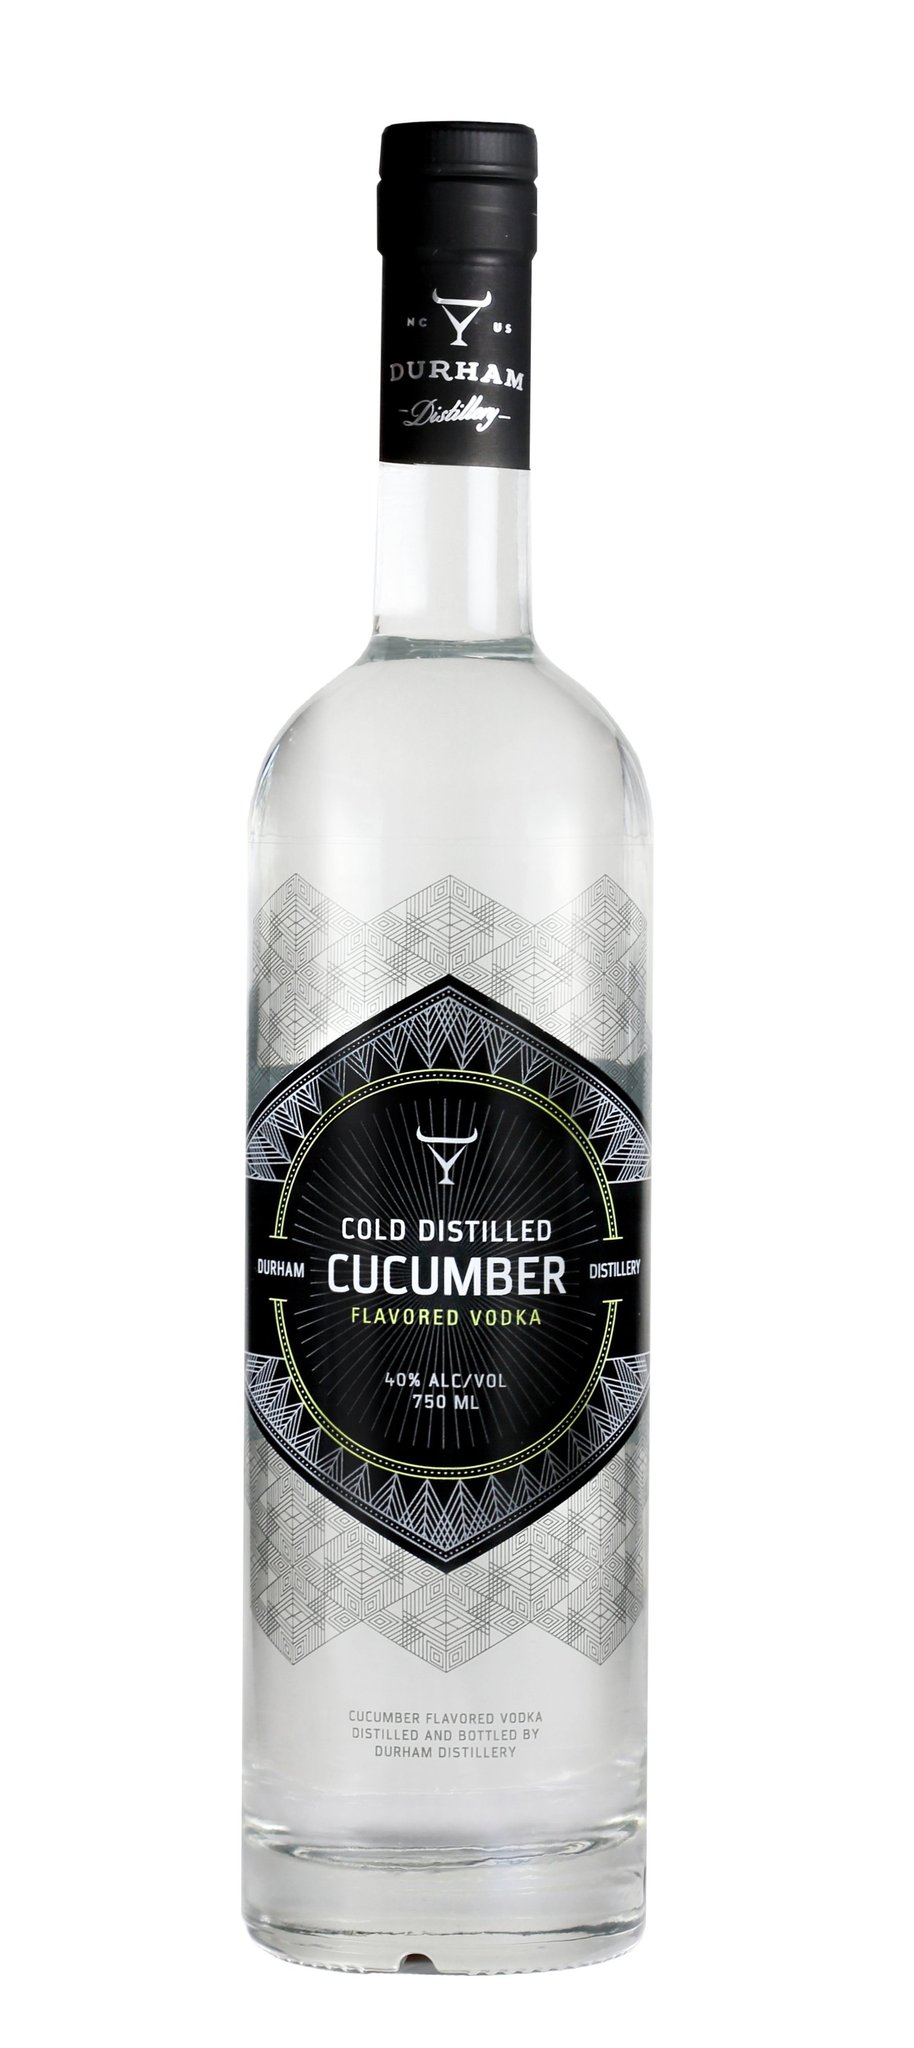 NC US
DURHAM
Distillery
COLD DISTILLED
DURHAM CUCUMBER DISTILLERY
FLAVORED VODKA
40% ALC/VOL
750 ML
CUCUMBER FLAVORED VODKA
DISTILLED AND BOTTLED BY
DURHAM DISTILLERY